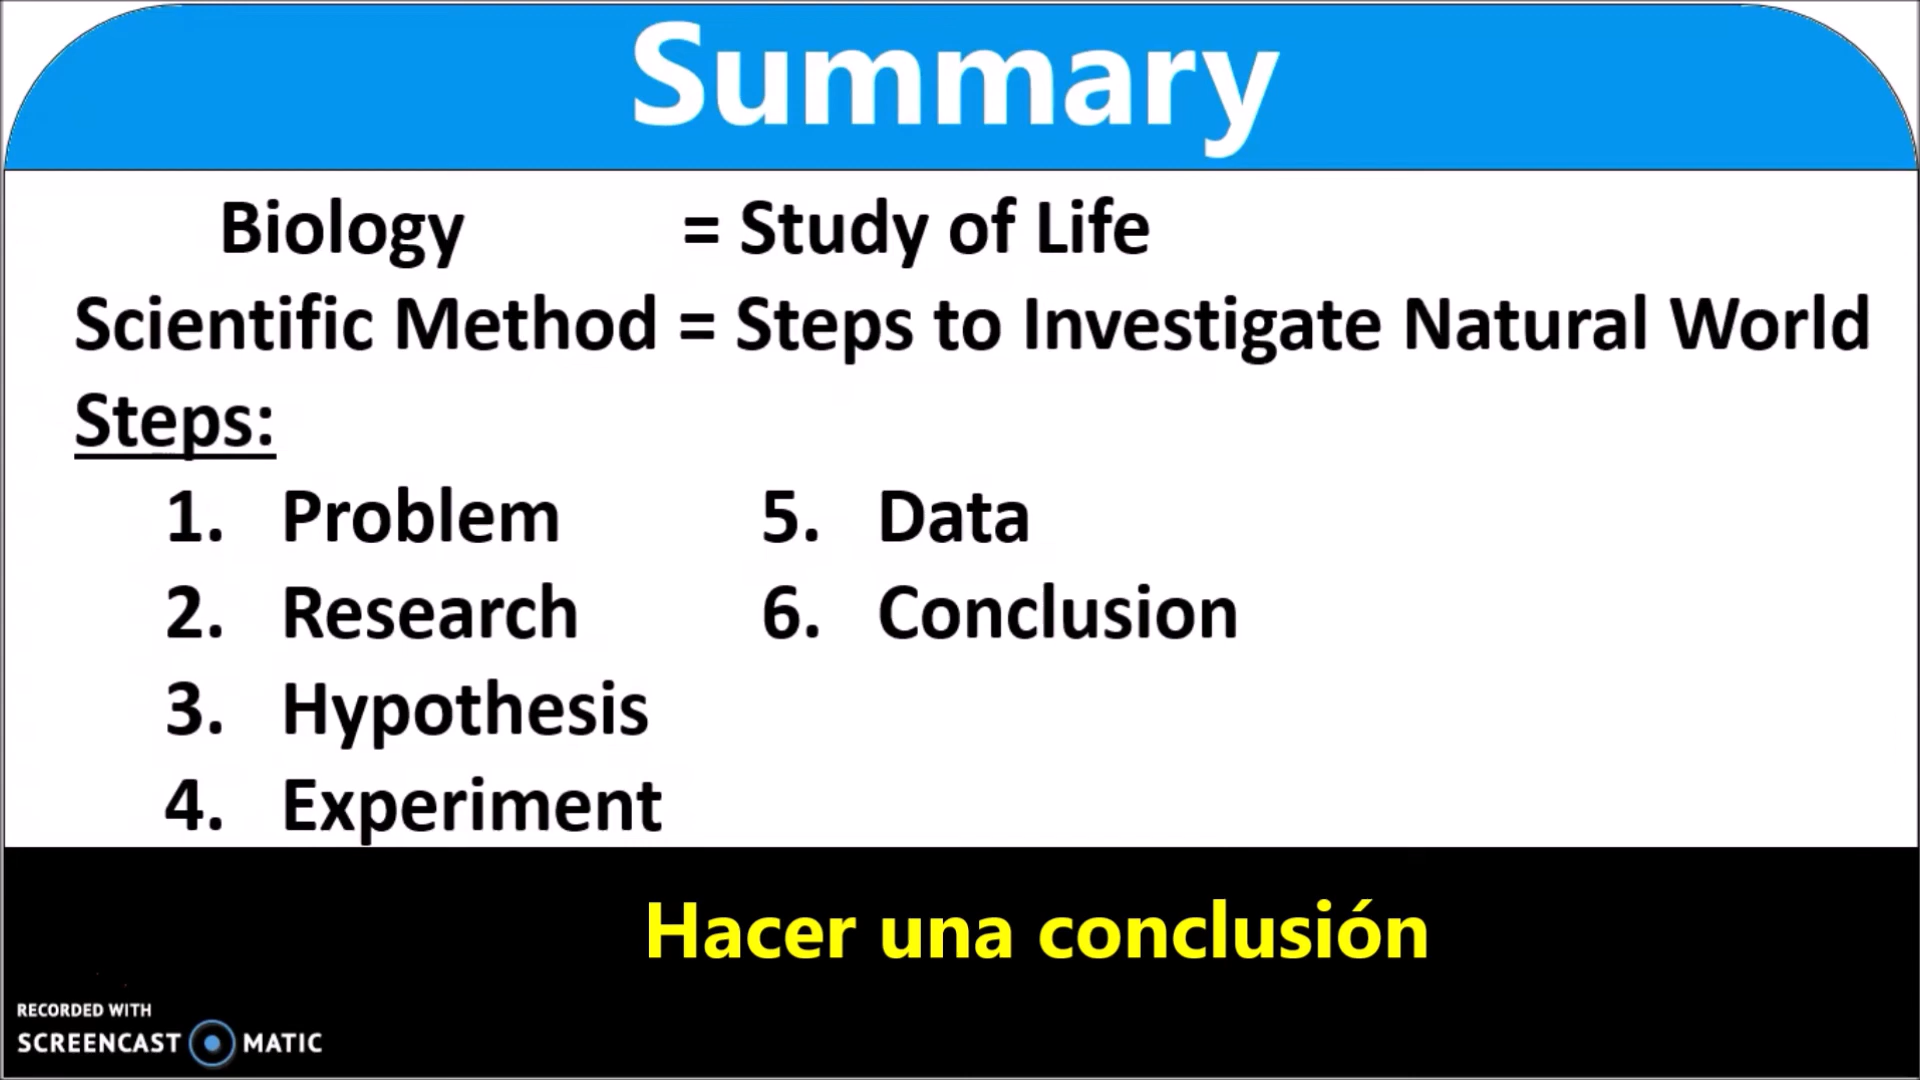 Summary
Biology = Study of Life
Scientific Method = Steps to Investigate Natural World
Steps:
1. Problem
2. Research
3. Hypothesis
4. Experiment
5. Data
6. Conclusion
Hacer una conclusión
RECORDED WITH
SCREENCAST MATIC